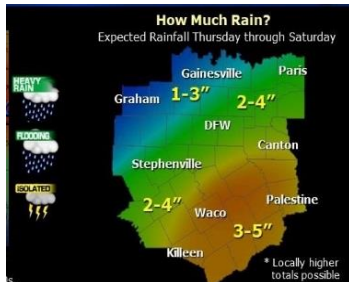 How Much Rain?
Expected Rainfall Thursday through Saturday
HEAVY
RAIN
FLOODING
ISOLATED
Gainesville
Paris
Graham
1-3"
2-4"
DFW
Canton
Stephenville
2-4"
Waco
Palestine
3-5"
Killeen
* Locally higher
totals possible